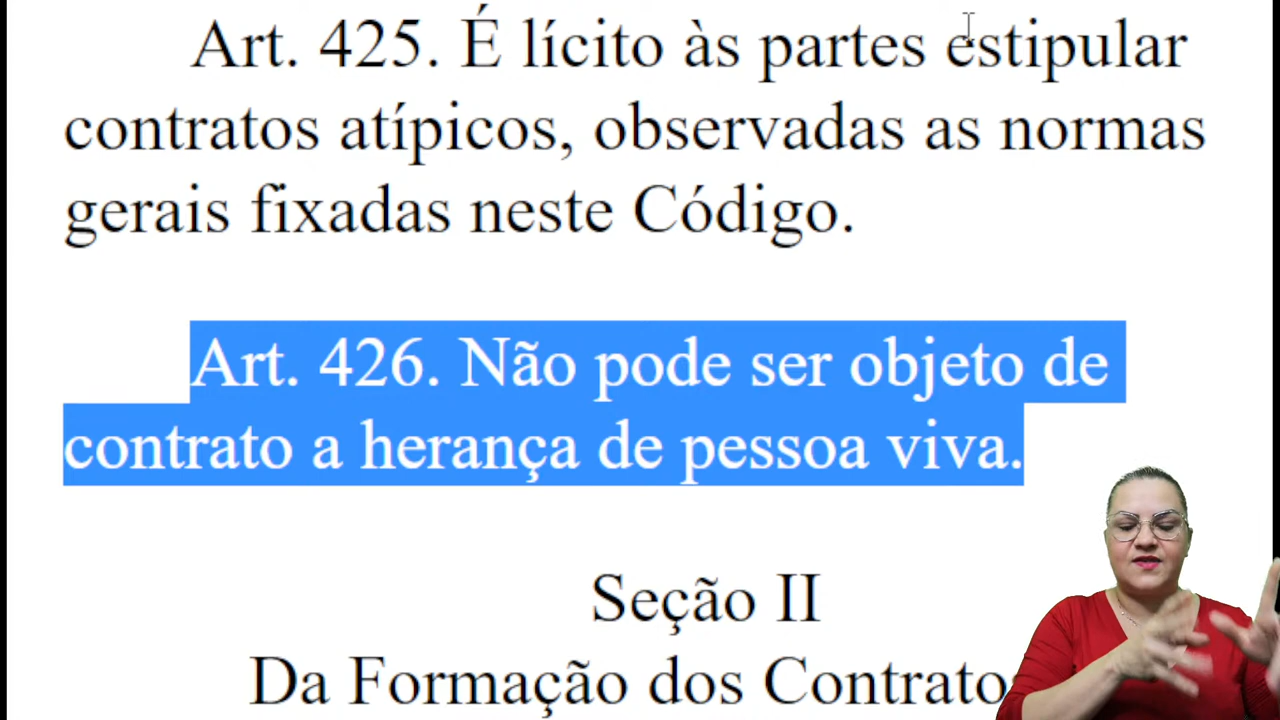 Art. 425. É lícito às partes estipular
contratos atípicos, observadas as normas
gerais fixadas neste Código.
Art. 426. Não pode ser objeto de
contrato a herança de pessoa viva.
Seção II
Da Formação dos Contratos